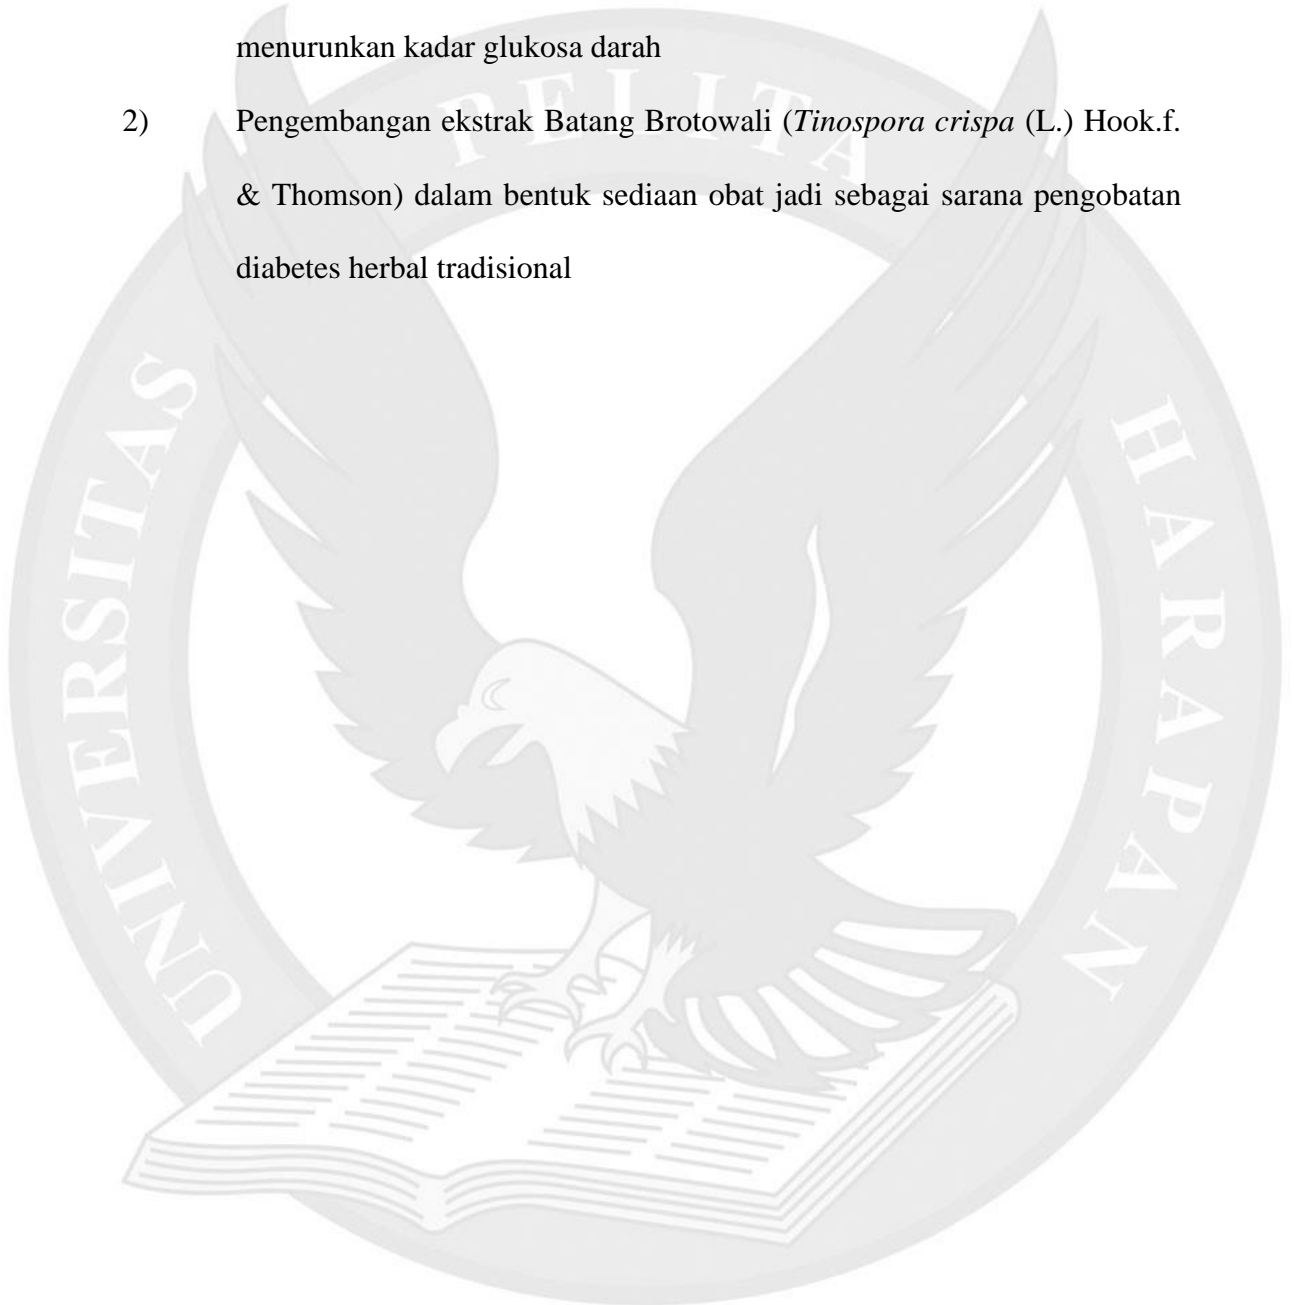 menurunkan kadar glukosa darah
2) Pengembangan ekstrak Batang Brotowali (Tinospora crispa (L.) Hook.f.
& Thomson) dalam bentuk sediaan obat jadi sebagai sarana pengobatan
diabetes herbal tradisional
UNIVERSITAS PELITA HARAPAN